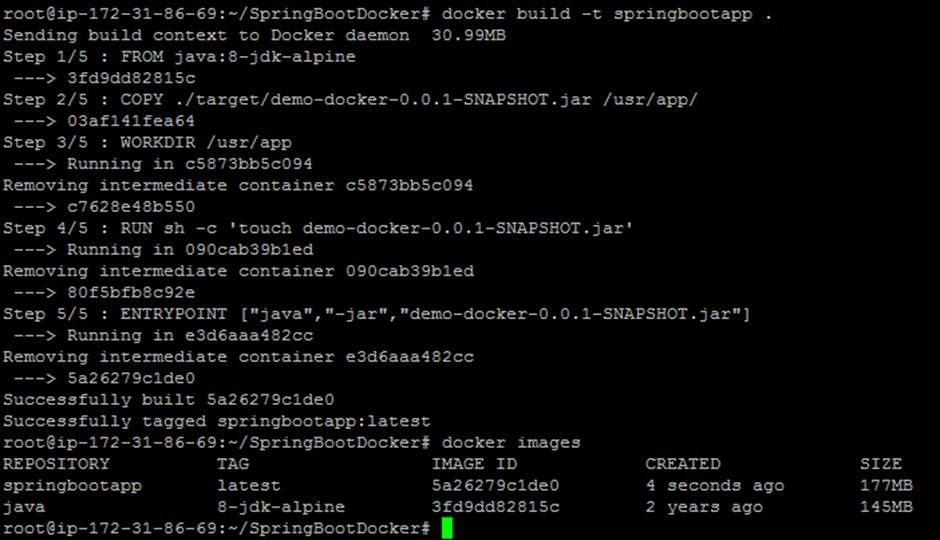 root@ip-172-31-86-69:~/SpringBootDocker# docker build -t springbootapp .
Sending build context to Docker daemon  30.99MB
Step 1/5 : FROM java:8-jdk-alpine
 ---> 3fd9dd82815c
Step 2/5 : COPY ./target/demo-docker-0.0.1-SNAPSHOT.jar /usr/app/
 ---> 03af141fea64
Step 3/5 : WORKDIR /usr/app
 ---> Running in c5873bb5c094
Removing intermediate container c5873bb5c094
 ---> c7628e48b550
Step 4/5 : RUN sh -c 'touch demo-docker-0.0.1-SNAPSHOT.jar'
 ---> Running in 090cab39b1ed
Removing intermediate container 090cab39b1ed
 ---> 80f5bfb8c92e
Step 5/5 : ENTRYPOINT ["java","-jar","demo-docker-0.0.1-SNAPSHOT.jar"]
 ---> Running in e3d6aaa482cc
Removing intermediate container e3d6aaa482cc
 ---> 5a26279c1de0
Successfully built 5a26279c1de0
Successfully tagged springbootapp:latest
root@ip-172-31-86-69:~/SpringBootDocker# docker images
REPOSITORY          TAG                 IMAGE ID            CREATED             SIZE
springbootapp       latest              5a26279c1de0        4 seconds ago       177MB
java                8-jdk-alpine        3fd9dd82815c        2 years ago         145MB
root@ip-172-31-86-69:~/SpringBootDocker#